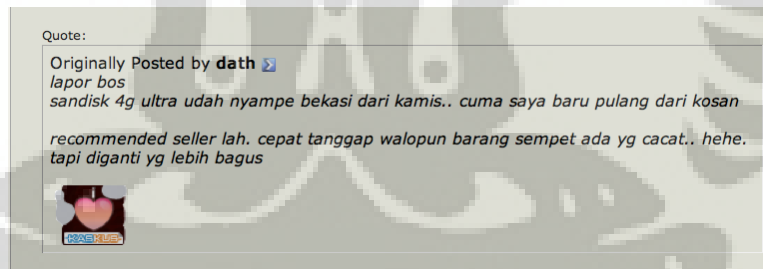 Quote:
Originally Posted by dath
lapor bos
sandisk 4g ultra udah nyampe bekasi dari kamis.. cuma saya baru pulang dari kosan
recommended seller lah. cepat tanggap walopun barang sempet ada yg cacat.. hehe.
tapi diganti yg lebih bagus
KASKUS